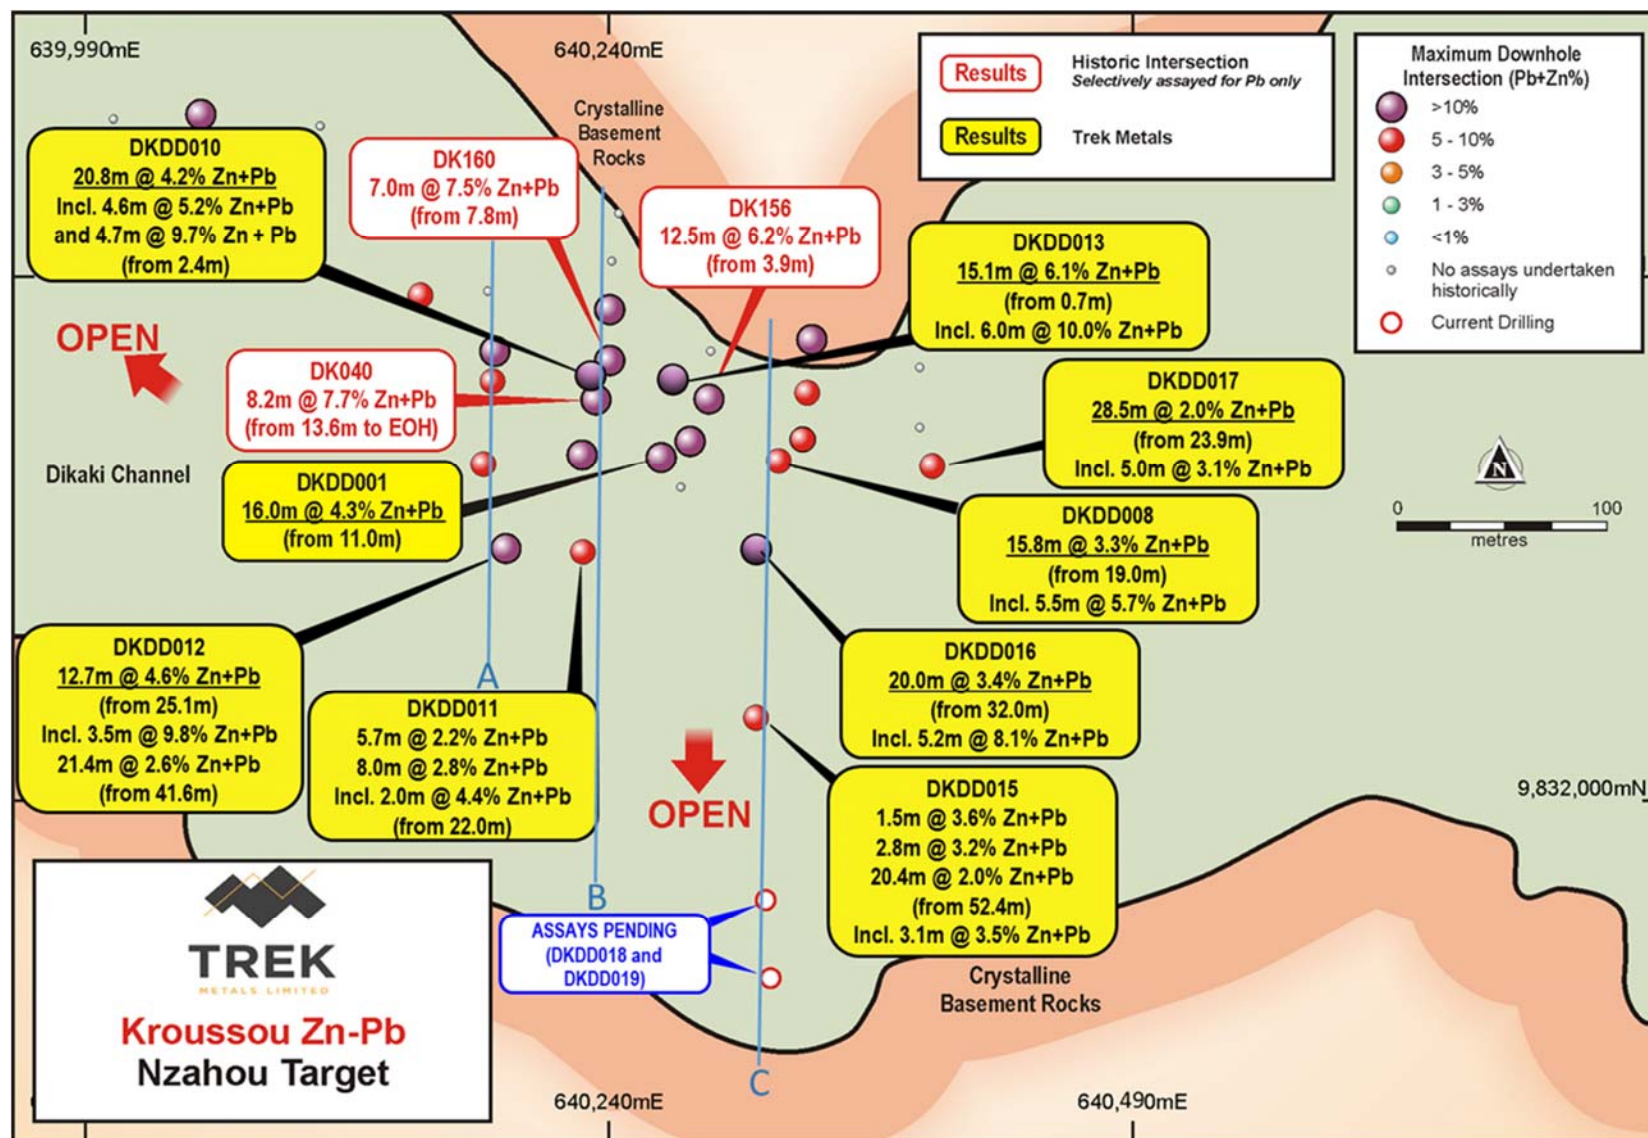 639,990mE
640,240mE
Crystalline
Basement
Rocks
Results
Historic Intersection
Selectively assayed for Pb only
Results
Trek Metals
Maximum Downhole
Intersection (Pb+Zn%)
>10%
5 - 10%
3 - 5%
1 - 3%
<1%
No assays undertaken
historically
Current Drilling
DKDD010
20.8m @ 4.2% Zn+Pb
Incl. 4.6m @ 5.2% Zn+Pb
and 4.7m @ 9.7% Zn + Pb
(from 2.4m)
DK160
7.0m @ 7.5% Zn+Pb
(from 7.8m)
DK156
12.5m @ 6.2% Zn+Pb
(from 3.9m)
DKDD013
15.1m @ 6.1% Zn+Pb
(from 0.7m)
Incl. 6.0m @ 10.0% Zn+Pb
OPEN
DK040
8.2m @ 7.7% Zn+Pb
(from 13.6m to EOH)
DKDD017
28.5m @ 2.0% Zn+Pb
(from 23.9m)
Incl. 5.0m @ 3.1% Zn+Pb
Dikaki Channel
DKDD001
16.0m @ 4.3% Zn+Pb
(from 11.0m)
N
0
100
metres
DKDD008
15.8m @ 3.3% Zn+Pb
(from 19.0m)
Incl. 5.5m @ 5.7% Zn+Pb
DKDD012
12.7m @ 4.6% Zn+Pb
(from 25.1m)
Incl. 3.5m @ 9.8% Zn+Pb
21.4m @ 2.6% Zn+Pb
(from 41.6m)
A
DKDD011
5.7m @ 2.2% Zn+Pb
8.0m @ 2.8% Zn+Pb
Incl. 2.0m @ 4.4% Zn+Pb
(from 22.0m)
DKDD016
20.0m @ 3.4% Zn+Pb
(from 32.0m)
Incl. 5.2m @ 8.1% Zn+Pb
OPEN
DKDD015
1.5m @ 3.6% Zn+Pb
2.8m @ 3.2% Zn+Pb
20.4m @ 2.0% Zn+Pb
(from 52.4m)
Incl. 3.1m @ 3.5% Zn+Pb
9,832,000mN
B
ASSAYS PENDING
(DKDD018 and
DKDD019)
Crystalline
Basement Rocks
TREK
METALS LIMITED
Kroussou Zn-Pb
Nzahou Target
C
640,240mE
640,490mE